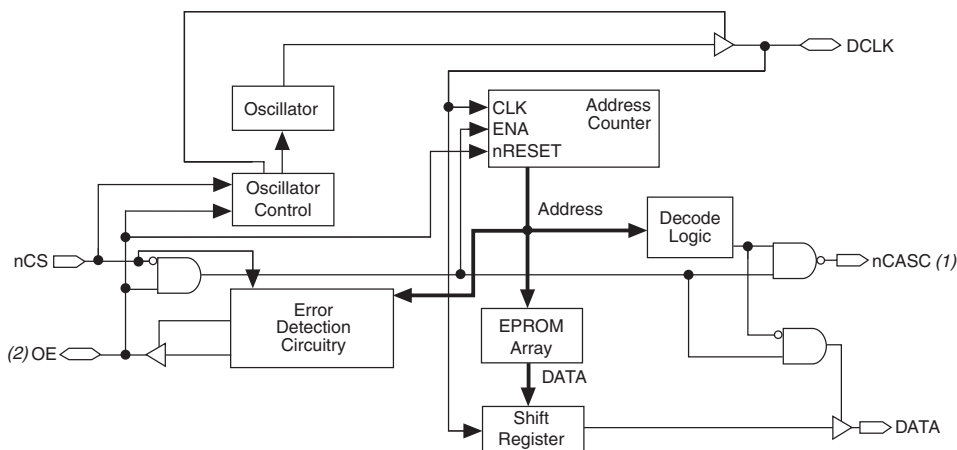 DCLK
Oscillator
CLK
Address
Counter
ENA
nRESET
Oscillator
Control
Address
Decode
Logic
nCS
nCASC (1)
Error
Detection
Circuitry
EPROM
Array
(2) OE
DATA
Shift
Register
DATA